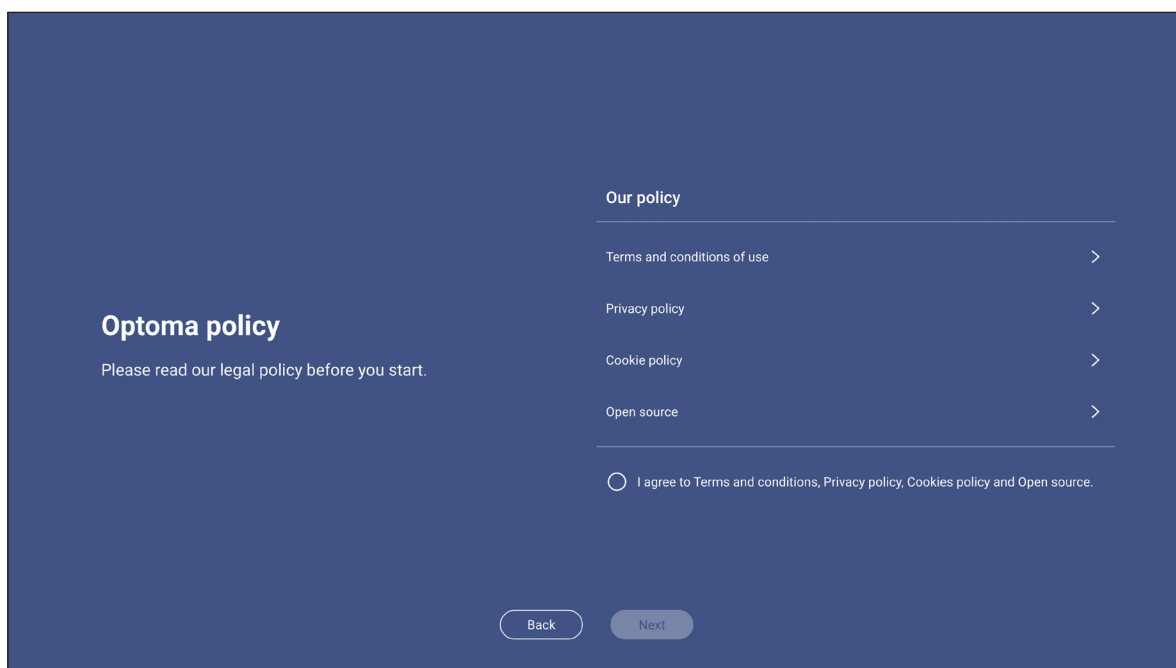 Optoma policy
Please read our legal policy before you start.
Our policy
Terms and conditions of use
Privacy policy
Cookie policy
Open source
I agree to Terms and conditions, Privacy policy, Cookies policy and Open source.
Back
Next